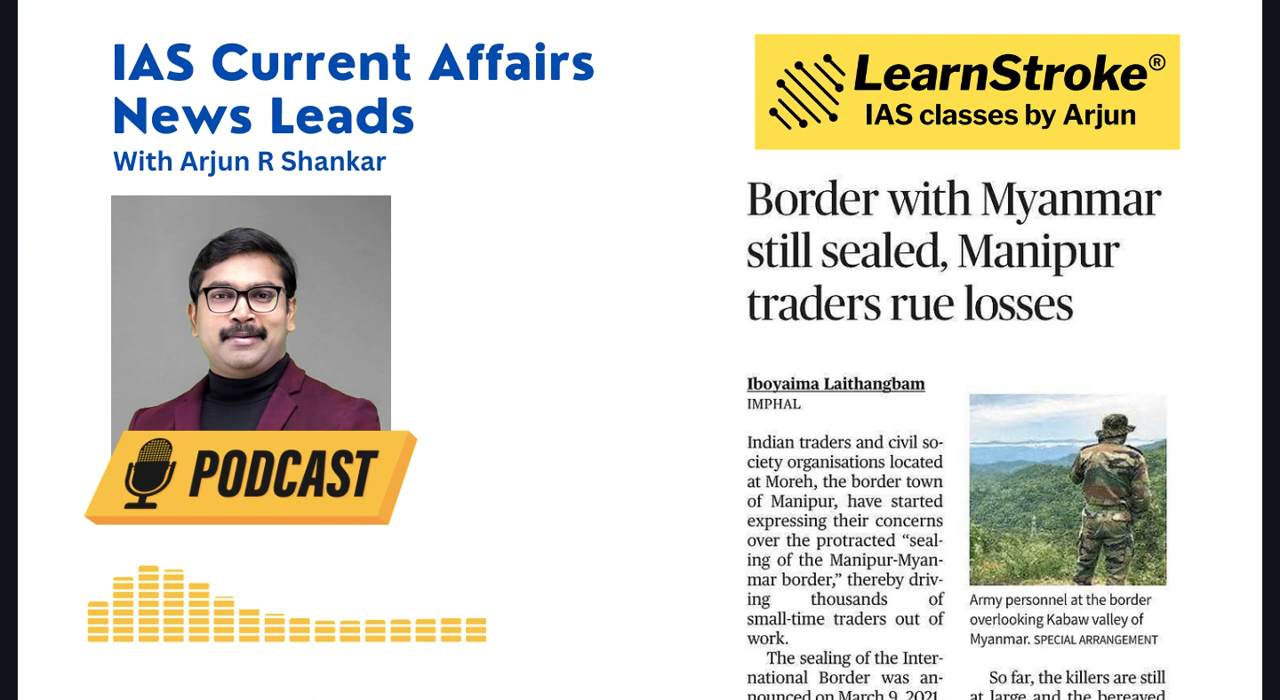 IAS Current Affairs
News Leads
With Arjun R Shankar
PODCAST
LearnStroke®
IAS classes by Arjun
Border with Myanmar
still sealed, Manipur
traders rue losses
Iboyaima Laithangbam
IMPHAL
Indian traders and civil so-
ciety organisations located
at Moreh, the border town
of Manipur, have started
expressing their concerns
over the protracted “seal-
ing of the Manipur-Myan-
mar border,” thereby driv-
ing thousands of
small-time traders out of
work.
The sealing of the Inter-
national Border was an-
nounced on March 9, 2021,
Army personnel at the border
overlooking Kabaw valley of
Myanmar. SPECIAL ARRANGEMENT
So far, the killers are still
at large and the bereaved